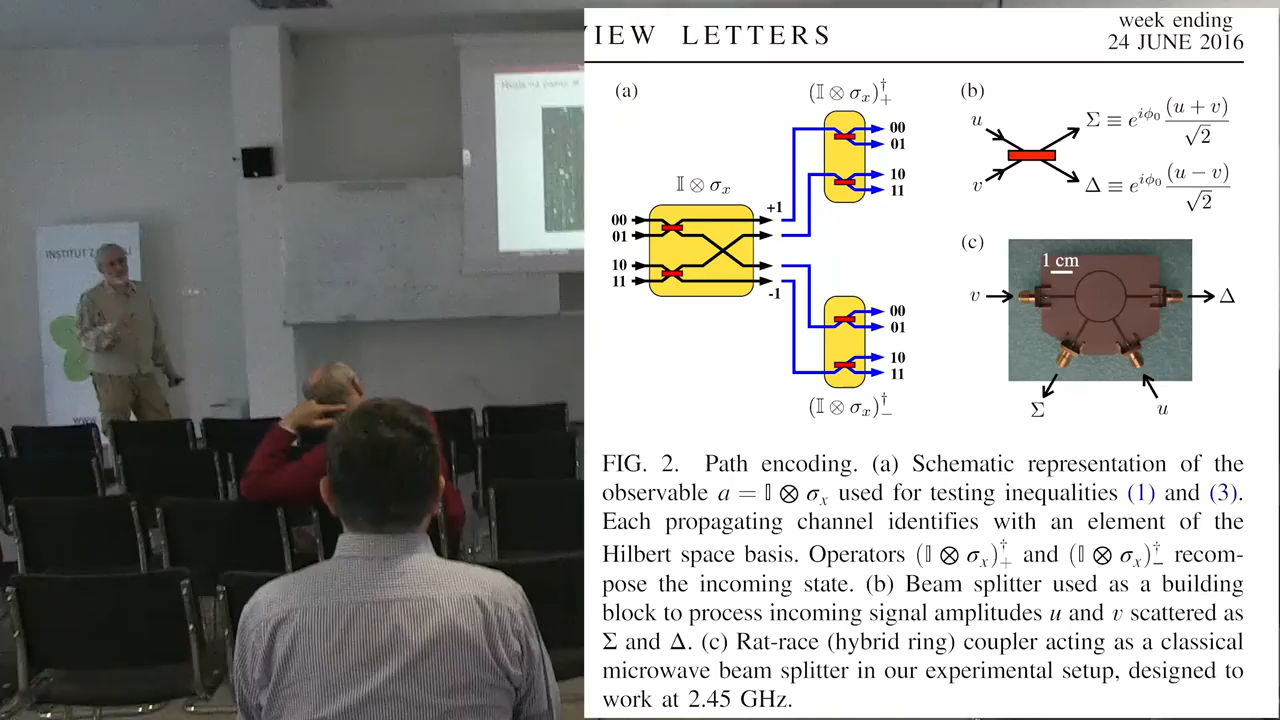 VIEW LETTERS
week ending
24 JUNE 2016
(a)
(𝕀 ⊗ σₓ)†₊
00
01
10
11
𝕀 ⊗ σₓ
00
01
10
11
+1
-1
00
01
10
11
(𝕀 ⊗ σₓ)†₋
(b)
u
v
Σ ≡ e^{iϕ₀} (u + v)/√2
Δ ≡ e^{iϕ₀} (u − v)/√2
(c)
1 cm
v
Δ
Σ
u
FIG. 2. Path encoding. (a) Schematic representation of the
observable a = 𝕀 ⊗ σₓ used for testing inequalities (1) and (3).
Each propagating channel identifies with an element of the
Hilbert space basis. Operators (𝕀 ⊗ σₓ)†₊ and (𝕀 ⊗ σₓ)†₋ recom-
pose the incoming state. (b) Beam splitter used as a building
block to process incoming signal amplitudes u and v scattered as
Σ and Δ. (c) Rat-race (hybrid ring) coupler acting as a classical
microwave beam splitter in our experimental setup, designed to
work at 2.45 GHz.
INSTITUT